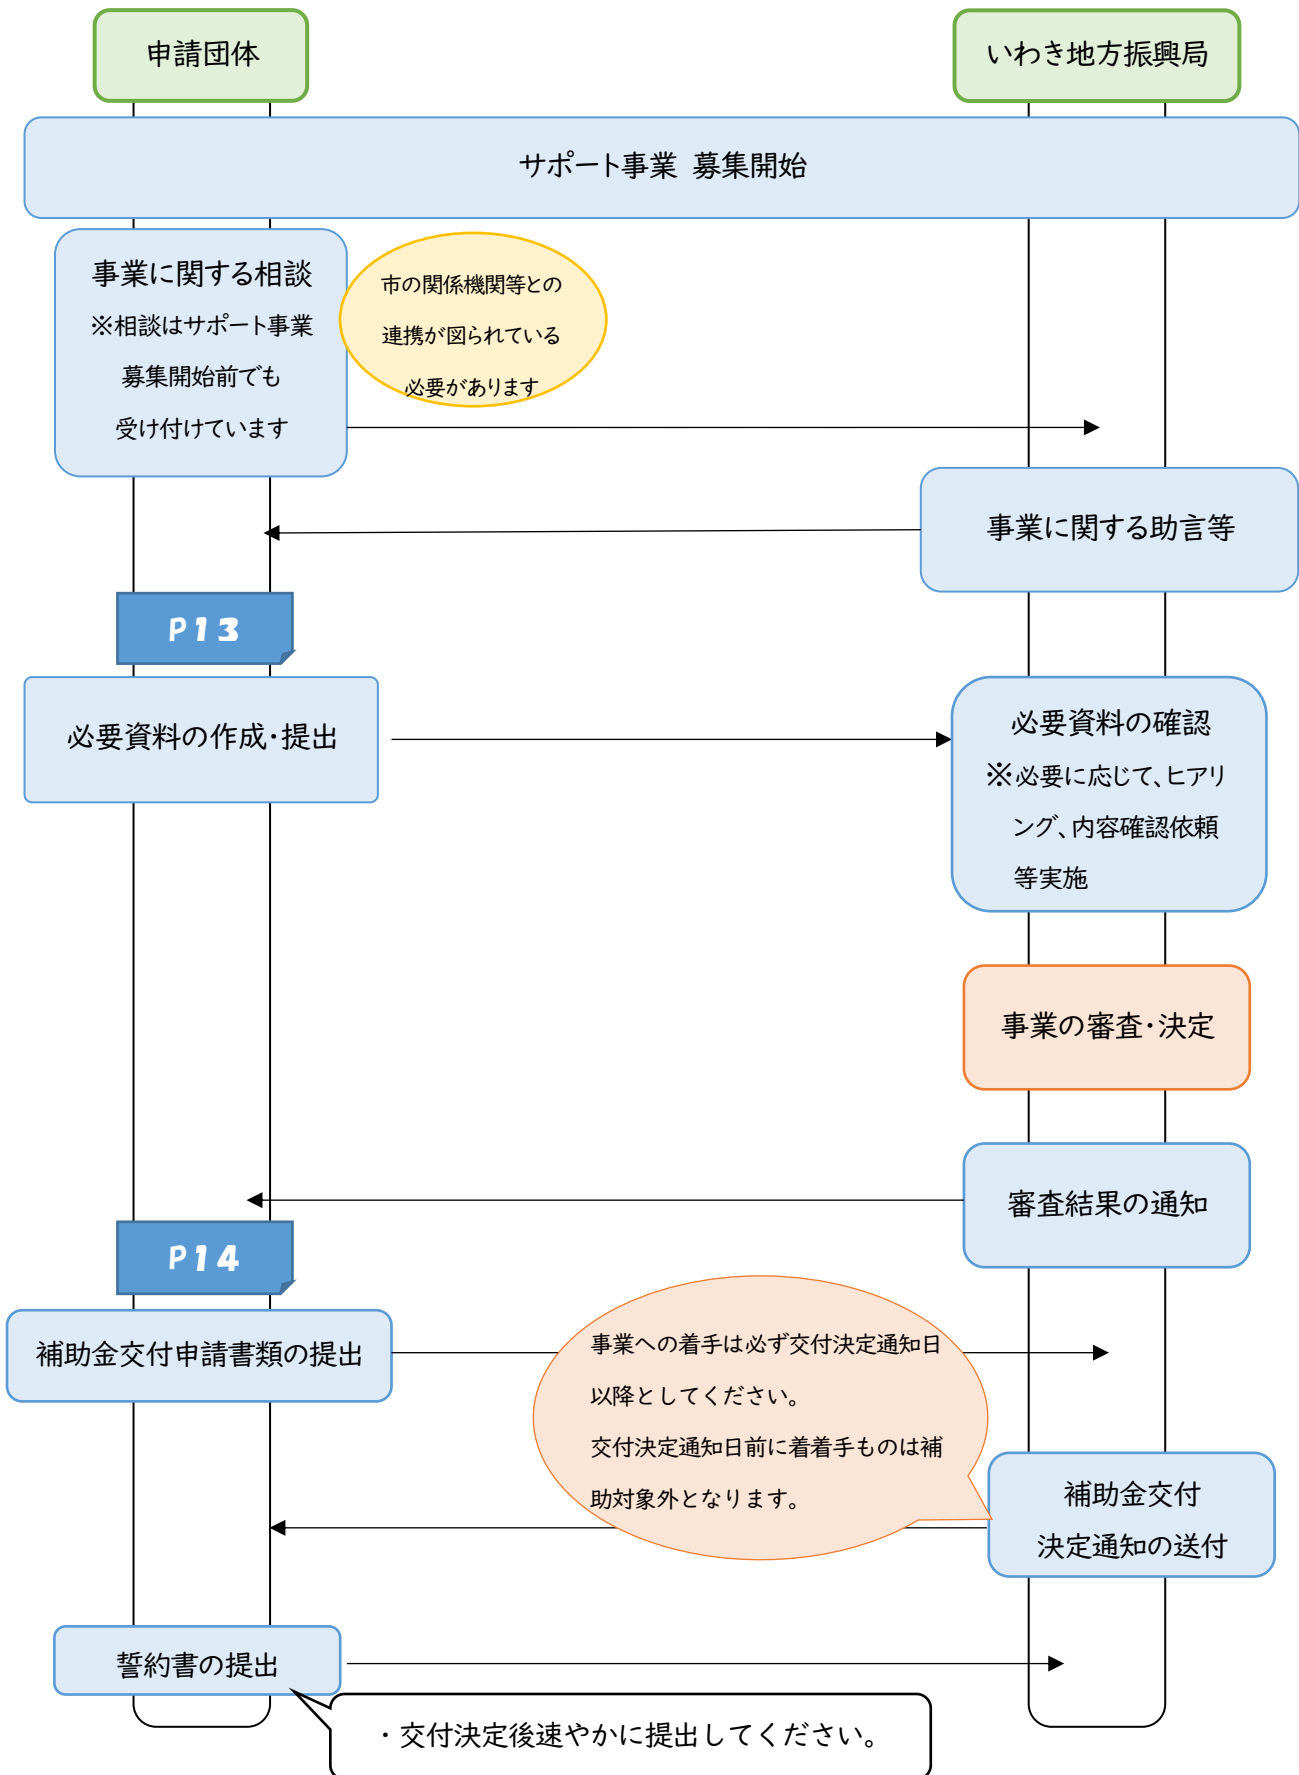 申請団体
いわき地方振興局
サポート事業 募集開始
事業に関する相談
※相談はサポート事業
募集開始前でも
受け付けています
市の関係機関等との
連携が図られている
必要があります
事業に関する助言等
P13
必要資料の作成・提出
必要資料の確認
※必要に応じて、ヒアリ
ング、内容確認依頼
等実施
事業の審査・決定
審査結果の通知
P14
補助金交付申請書類の提出
事業への着手は必ず交付決定通知日
以降としてください。
交付決定通知日前に着着手ものは補
助対象外となります。
補助金交付
決定通知の送付
誓約書の提出
・交付決定後速やかに提出してください。